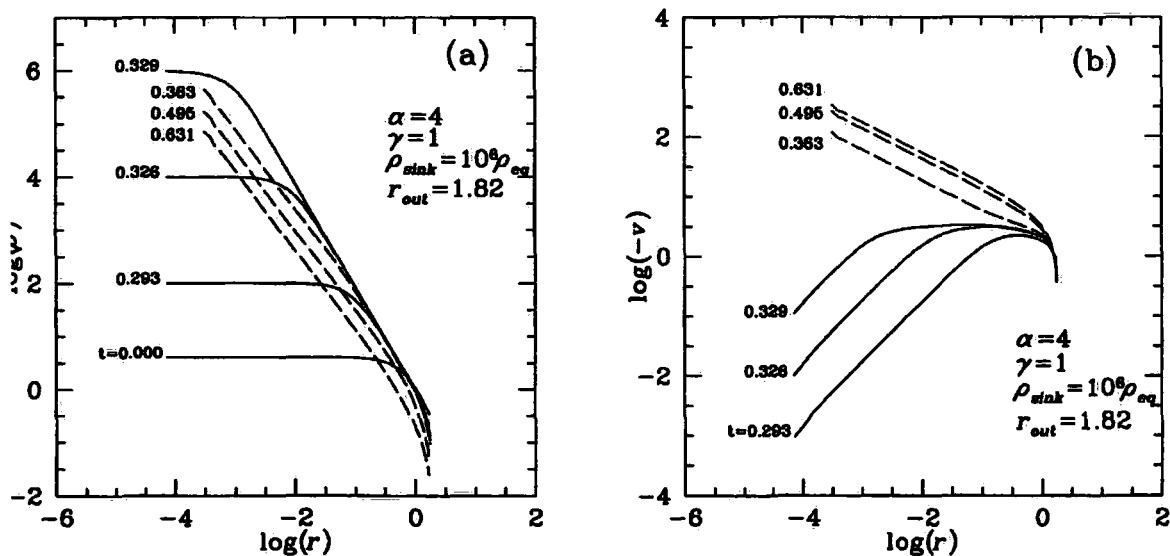 (a)
6
4
2
0
-2
-6
-4
-2
0
2
log(r)
0.329
0.363
0.495
0.631
0.326
0.293
t=0.000
α=4
γ=1
ρsink=10⁶ρeq
rout=1.82
(b)
4
2
0
-2
-4
-6
-4
-2
0
2
log(-v)
log(r)
0.631
0.495
0.363
0.329
0.326
t=0.293
α=4
γ=1
ρsink=10⁶ρeq
rout=1.82